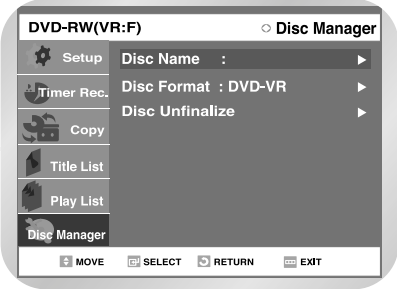 DVD-RW(VR:F) Disc Manager
Setup
Timer Rec.
Copy
Title List
Play List
Disc Manager
Disc Name :
Disc Format : DVD-VR
Disc Unfinalize
MOVE SELECT RETURN EXIT